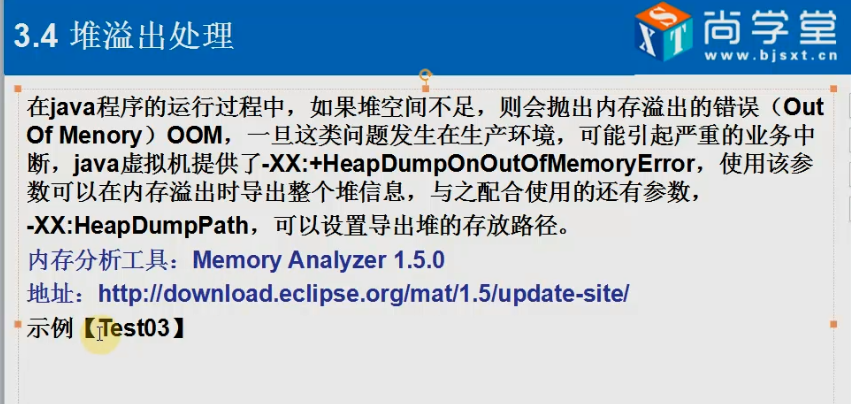 3.4 堆溢出处理
SXT
尚学堂
www.bjsxt.cn
在java程序的运行过程中，如果堆空间不足，则会抛出内存溢出的错误（Out
Of Menory）OOM，一旦这类问题发生在生产环境，可能引起严重的业务中
断，java虚拟机提供了-XX:+HeapDumpOnOutOfMemoryError，使用该参
数可以在内存溢出时导出整个堆信息，与之配合使用的还有参数，
-XX:HeapDumpPath，可以设置导出堆的存放路径。
内存分析工具：Memory Analyzer 1.5.0
地址：http://download.eclipse.org/mat/1.5/update-site/
示例【Test03】